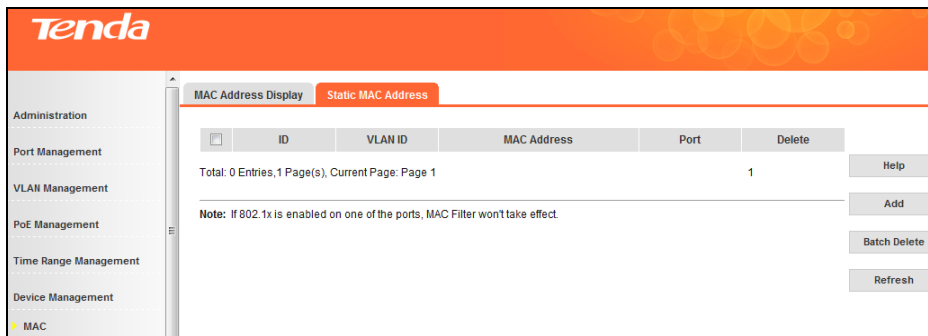 Tenda
MAC Address Display Static MAC Address
Administration
Port Management
VLAN Management
PoE Management
Time Range Management
Device Management
MAC
ID VLAN ID MAC Address Port Delete
Total: 0 Entries,1 Page(s), Current Page: Page 1 1
Note: If 802.1x is enabled on one of the ports, MAC Filter won't take effect.
Help
Add
Batch Delete
Refresh